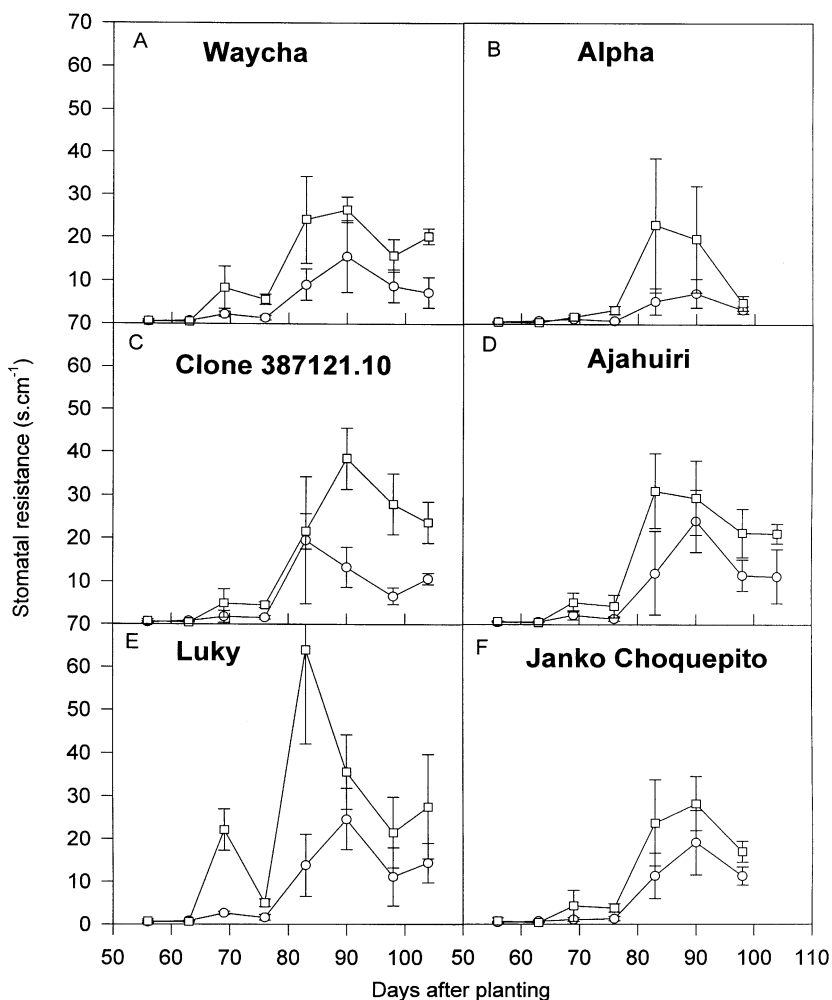 70
60
50
40
30
20
10
A
Waycha
B
Alpha
70
60
50
40
30
20
10
C
Clone 387121.10
D
Ajahuiri
70
60
50
40
30
20
10
0
E
Luky
F
Janko Choquepito
Stomatal resistance (s.cm-1)
50 60 70 80 90 100 50 60 70 80 90 100 110
Days after planting